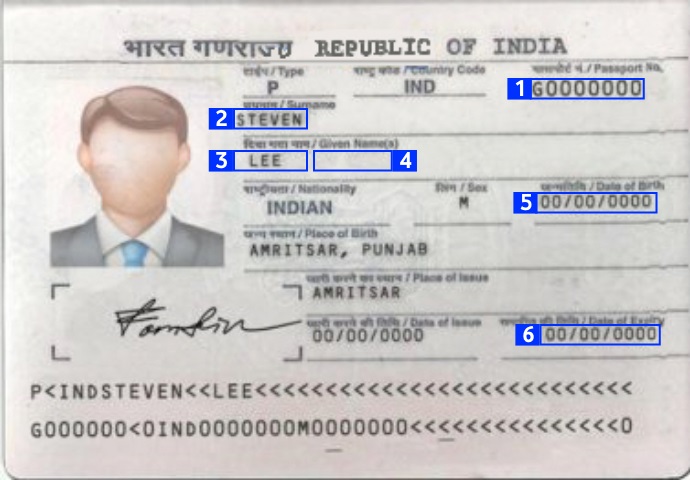 भारत गणराज्य REPUBLIC OF INDIA
टाईप / Type राष्ट्र कोड / Country Code पासपोर्ट नं. / Passport No.
P IND 1 G0000000
उपनाम / Surname
2 STEVEN
दिया गया नाम / Given Name(s)
3 LEE 4
राष्ट्रीयता / Nationality लिंग / Sex जन्मतिथि / Date of Birth
INDIAN M 5 00/00/0000
जन्म स्थान / Place of Birth
AMRITSAR, PUNJAB
जारी करने का स्थान / Place of Issue
AMRITSAR
जारी करने की तिथि / Date of Issue समाप्ति की तिथि / Date of Expiry
00/00/0000 6 00/00/0000
P<INDSTEVEN<<LEE<<<<<<<<<<<<<<<<<<<<<<<<<<<<
G000000<0IND0000000M0000000<<<<<<<<<<<<<<<0